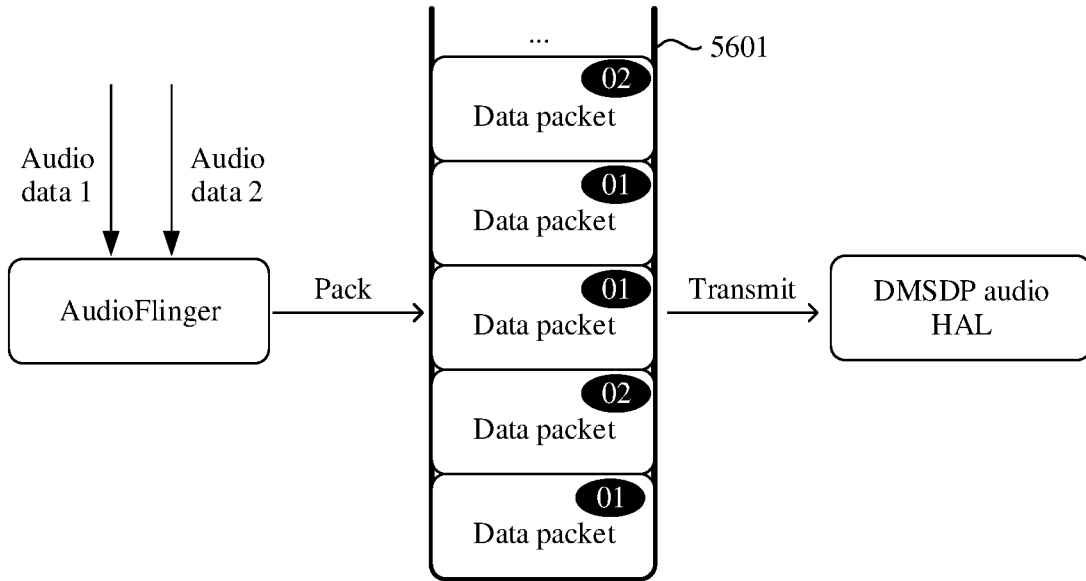 ...
5601
02
Data packet
Audio
data 1
Audio
data 2
01
Data packet
AudioFlinger
Pack
01
Data packet
Transmit
DMSDP audio
HAL
02
Data packet
01
Data packet